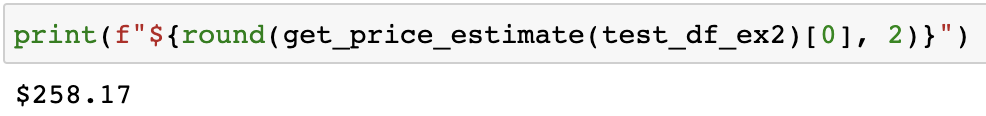 print(f"${round(get_price_estimate(test_df_ex2)[0], 2)}")
$258.17